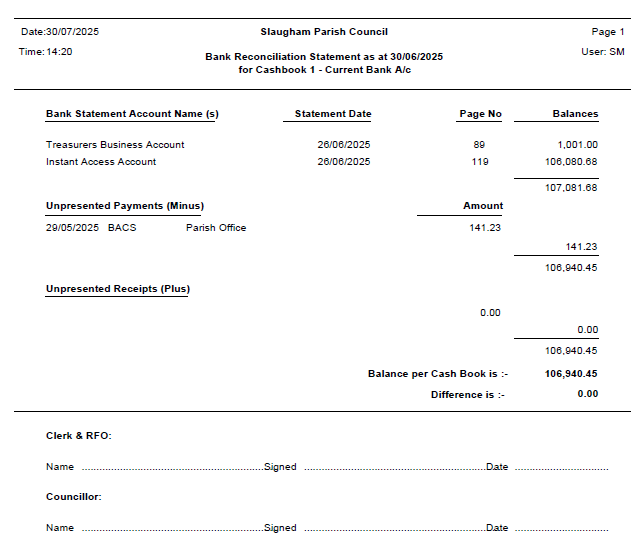 Date:30/07/2025 Slaugham Parish Council Page 1
Time:14:20 Bank Reconciliation Statement as at 30/06/2025 User: SM
for Cashbook 1 - Current Bank A/c
Bank Statement Account Name (s) Statement Date Page No Balances
Treasurers Business Account 26/06/2025 89 1,001.00
Instant Access Account 26/06/2025 119 106,080.68
107,081.68
Unpresented Payments (Minus) Amount
29/05/2025 BACS Parish Office 141.23
141.23
106,940.45
Unpresented Receipts (Plus)
0.00
0.00
106,940.45
Balance per Cash Book is :- 106,940.45
Difference is :- 0.00
Clerk & RFO:
Name ..............................................................Signed ..............................................................Date ................................
Councillor:
Name ..............................................................Signed ..............................................................Date ................................